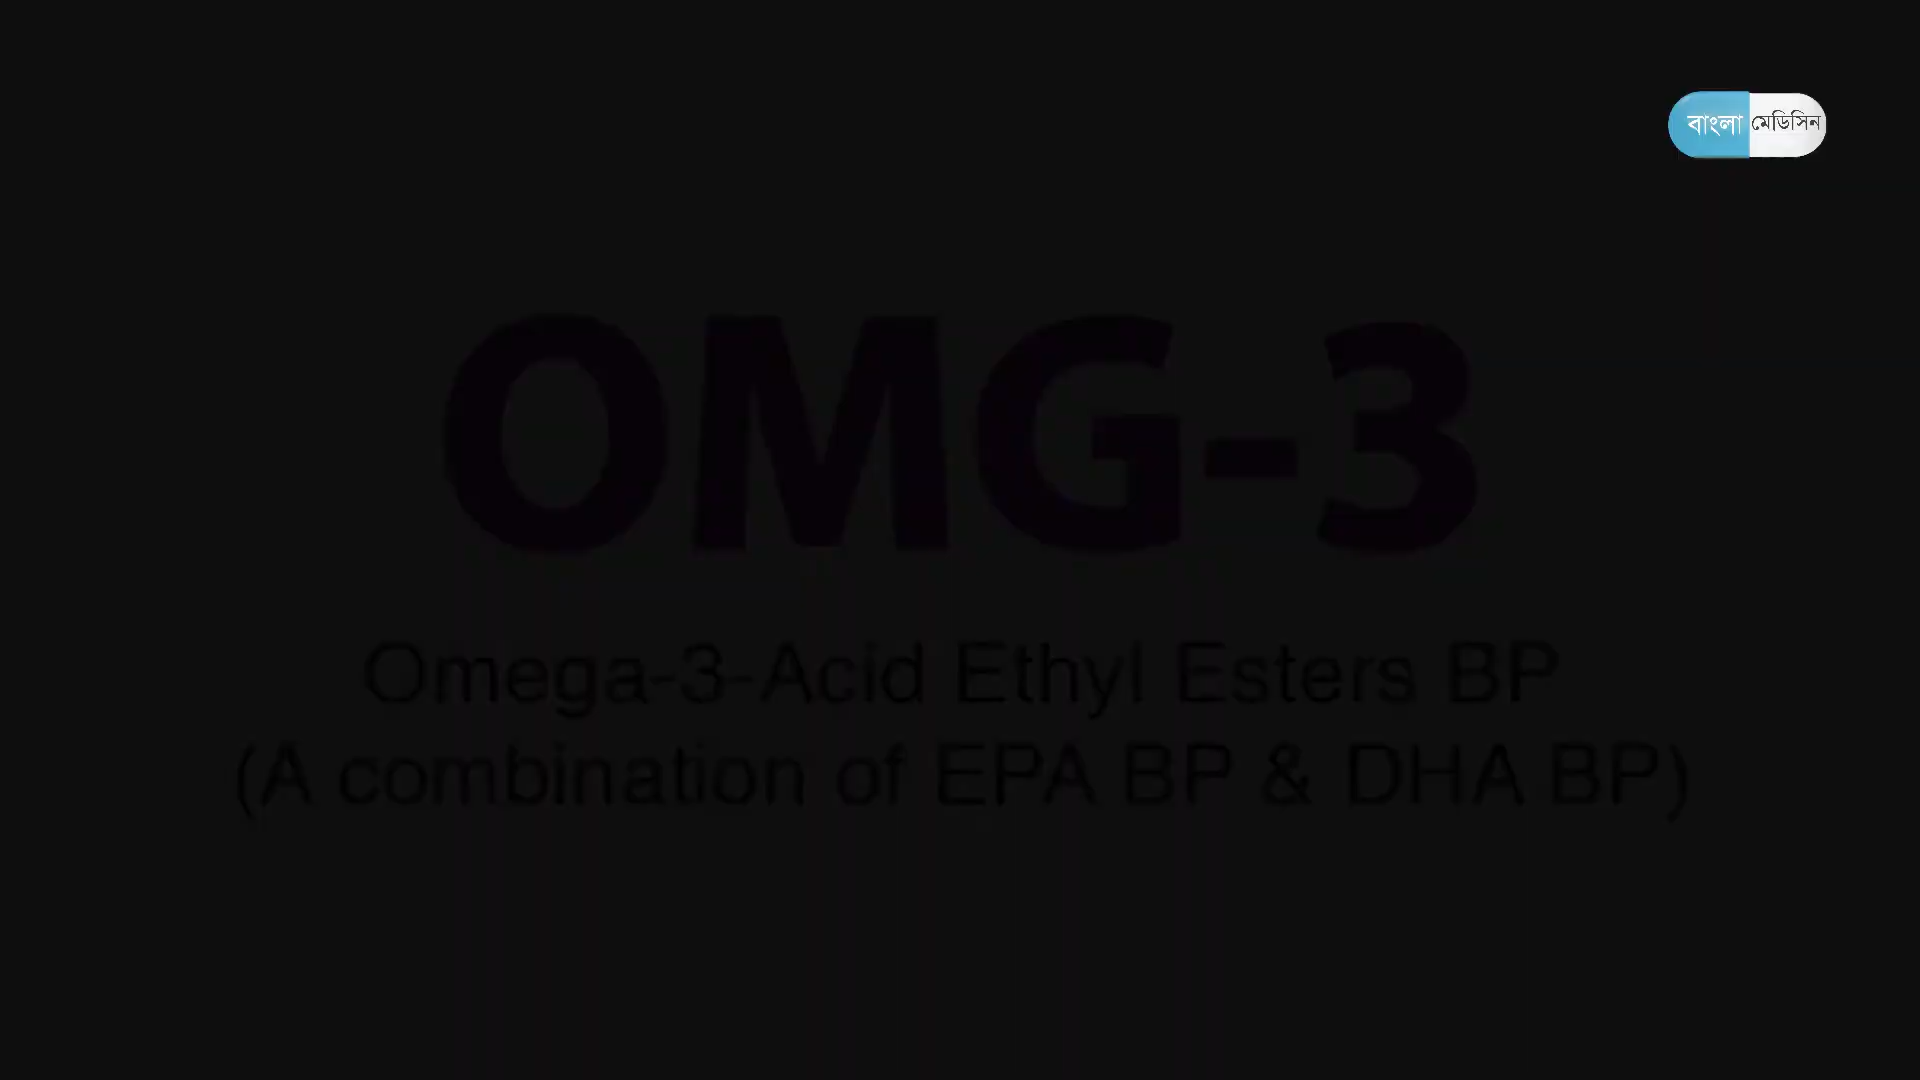 বাংলা মেডিসিন
OMG-3
Omega-3-Acid Ethyl Esters BP
(A combination of EPA BP & DHA BP)